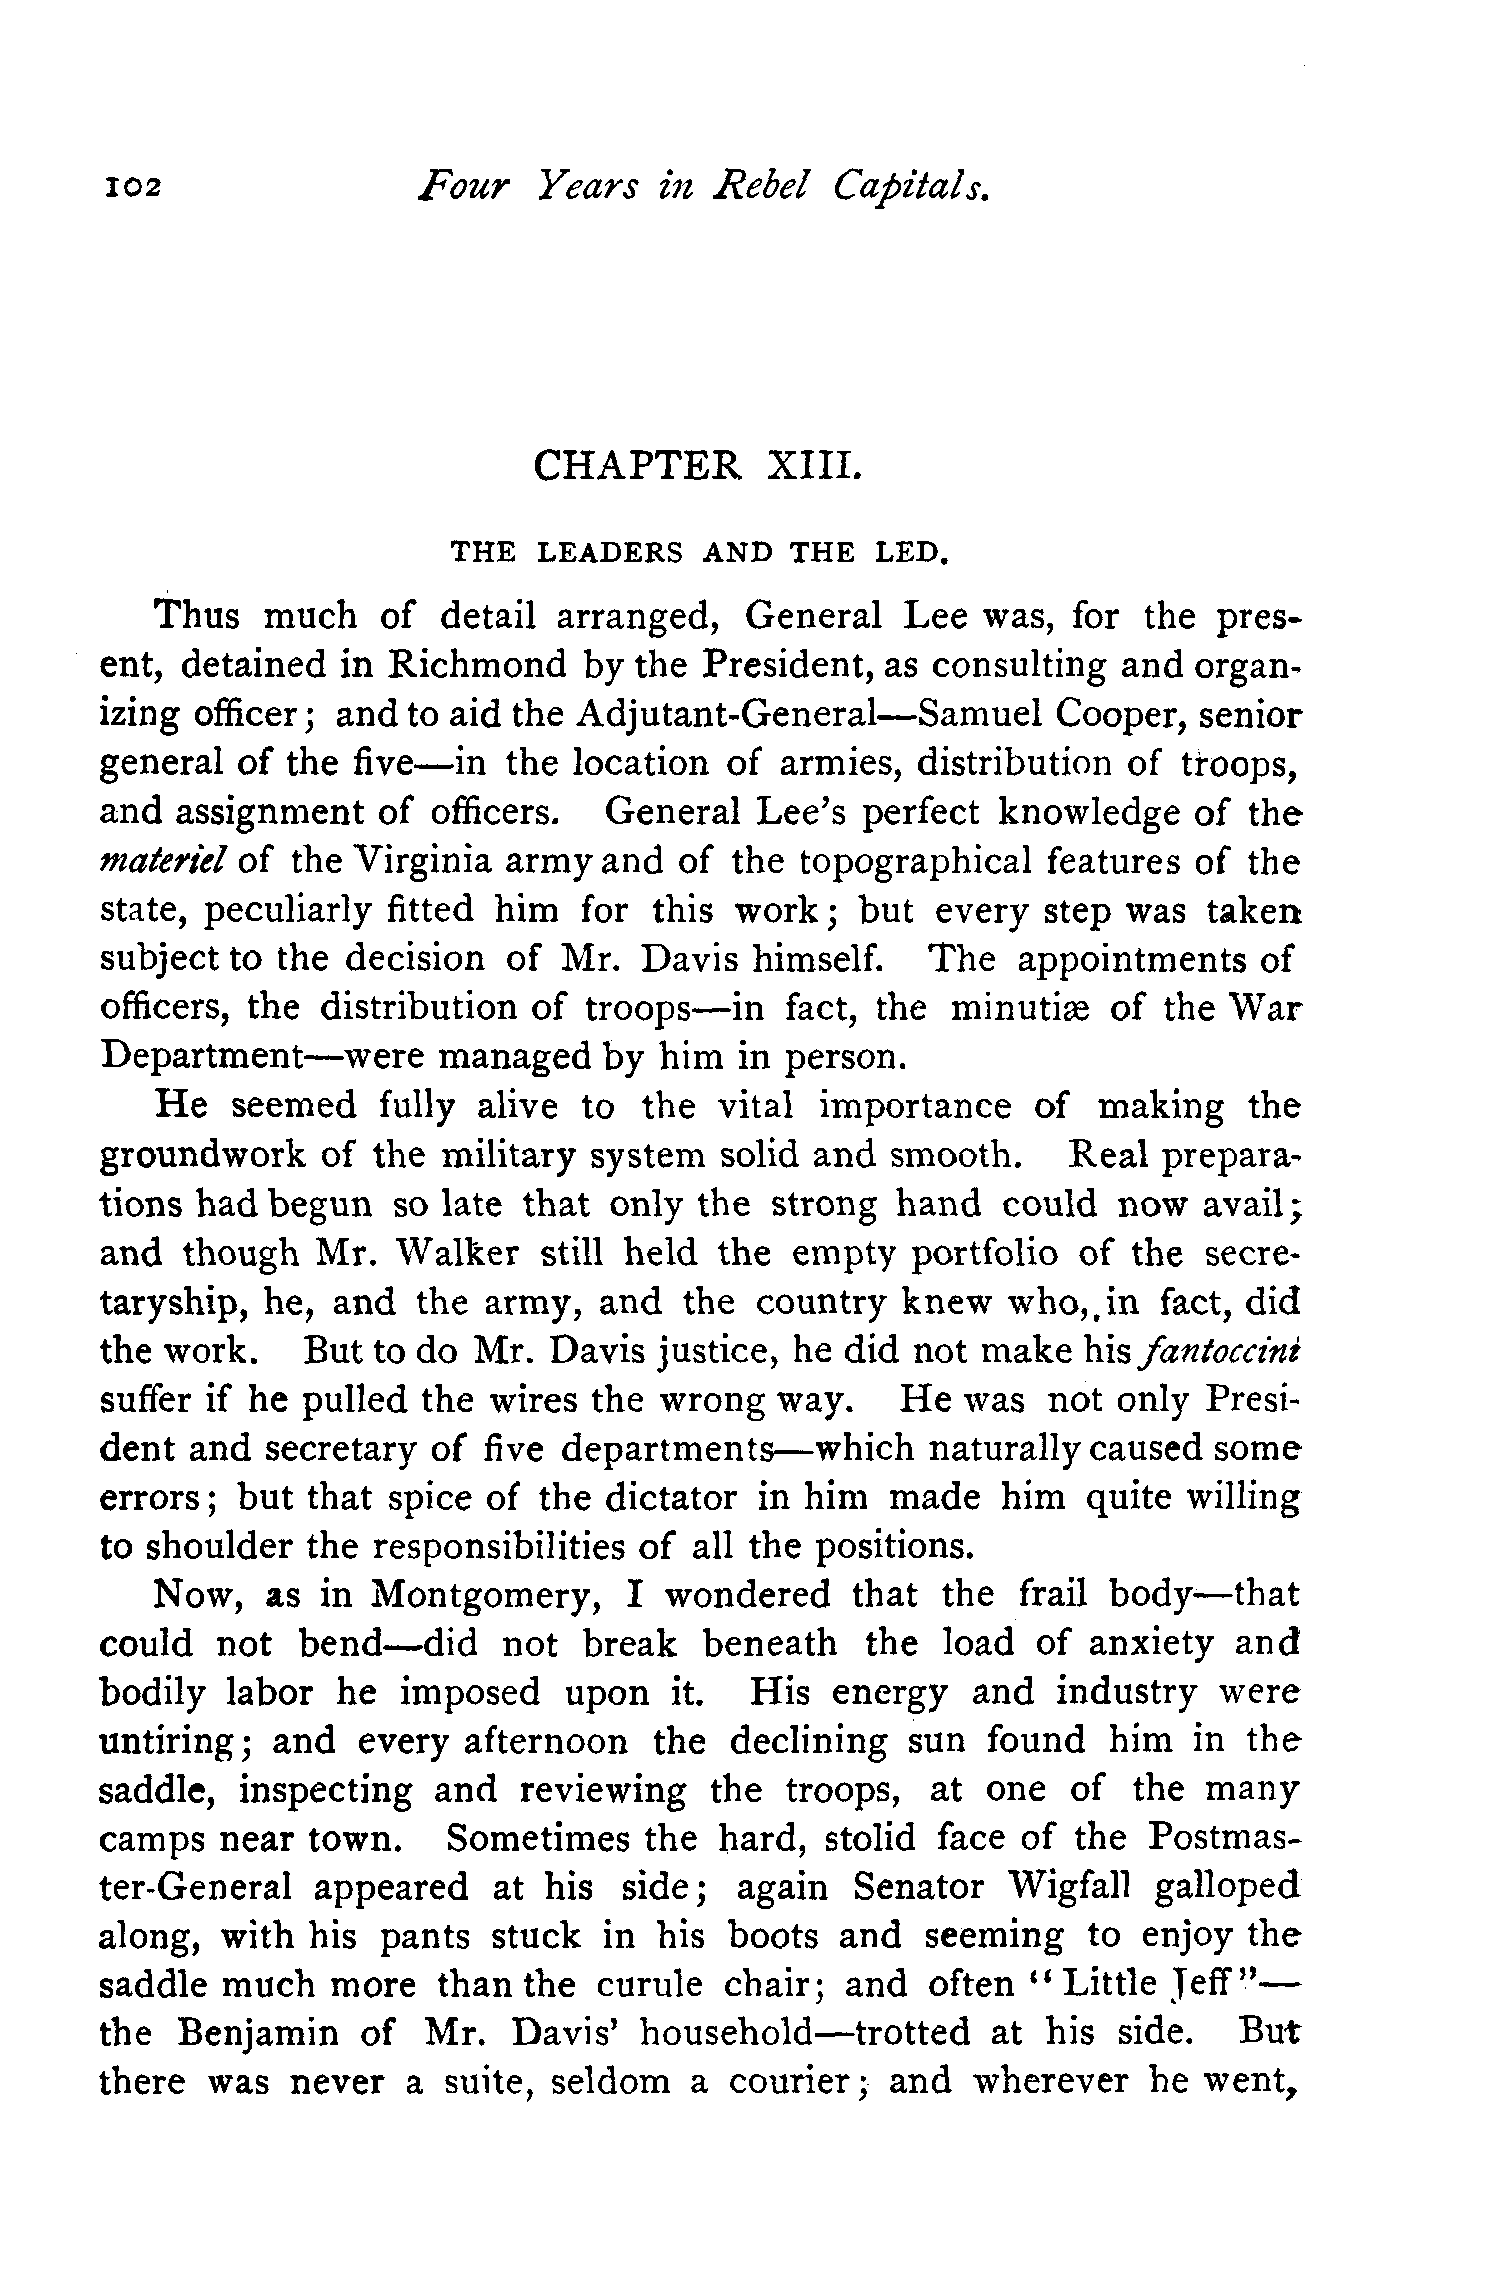 102 Four Years in Rebel Capitals.
CHAPTER XIII.
THE LEADERS AND THE LED.
Thus much of detail arranged, General Lee was, for the pres-
ent, detained in Richmond by the President, as consulting and organ-
izing officer; and to aid the Adjutant-General—Samuel Cooper, senior
general of the five—in the location of armies, distribution of troops,
and assignment of officers. General Lee's perfect knowledge of the
materiel of the Virginia army and of the topographical features of the
state, peculiarly fitted him for this work; but every step was taken
subject to the decision of Mr. Davis himself. The appointments of
officers, the distribution of troops—in fact, the minutiæ of the War
Department—were managed by him in person.
He seemed fully alive to the vital importance of making the
groundwork of the military system solid and smooth. Real prepara-
tions had begun so late that only the strong hand could now avail;
and though Mr. Walker still held the empty portfolio of the secre-
taryship, he, and the army, and the country knew who, in fact, did
the work. But to do Mr. Davis justice, he did not make his fantoccini
suffer if he pulled the wires the wrong way. He was not only Presi-
dent and secretary of five departments—which naturally caused some
errors; but that spice of the dictator in him made him quite willing
to shoulder the responsibilities of all the positions.
Now, as in Montgomery, I wondered that the frail body—that
could not bend—did not break beneath the load of anxiety and
bodily labor he imposed upon it. His energy and industry were
untiring; and every afternoon the declining sun found him in the
saddle, inspecting and reviewing the troops, at one of the many
camps near town. Sometimes the hard, stolid face of the Postmas-
ter-General appeared at his side; again Senator Wigfall galloped
along, with his pants stuck in his boots and seeming to enjoy the
saddle much more than the curule chair; and often "Little Jeff"—
the Benjamin of Mr. Davis' household—trotted at his side. But
there was never a suite, seldom a courier; and wherever he went,